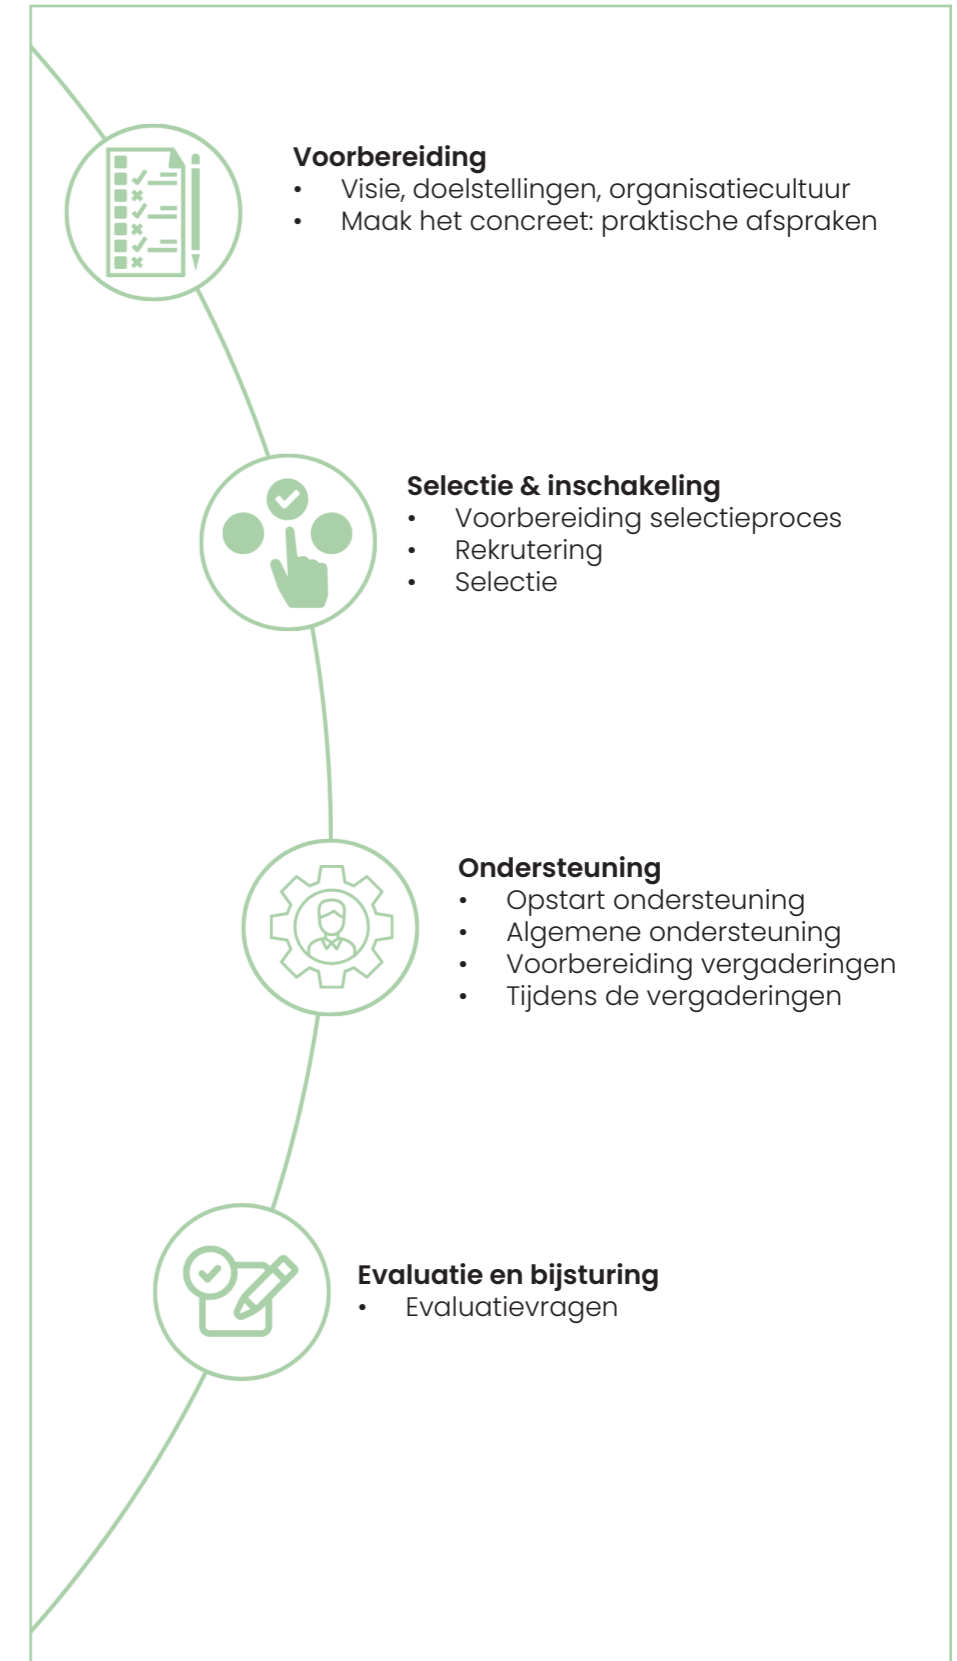 Voorbereiding
• Visie, doelstellingen, organisatiecultuur
• Maak het concreet: praktische afspraken
Selectie & inschakeling
• Voorbereiding selectieproces
• Rekrutering
• Selectie
Ondersteuning
• Opstart ondersteuning
• Algemene ondersteuning
• Voorbereiding vergaderingen
• Tijdens de vergaderingen
Evaluatie en bijsturing
• Evaluatievragen